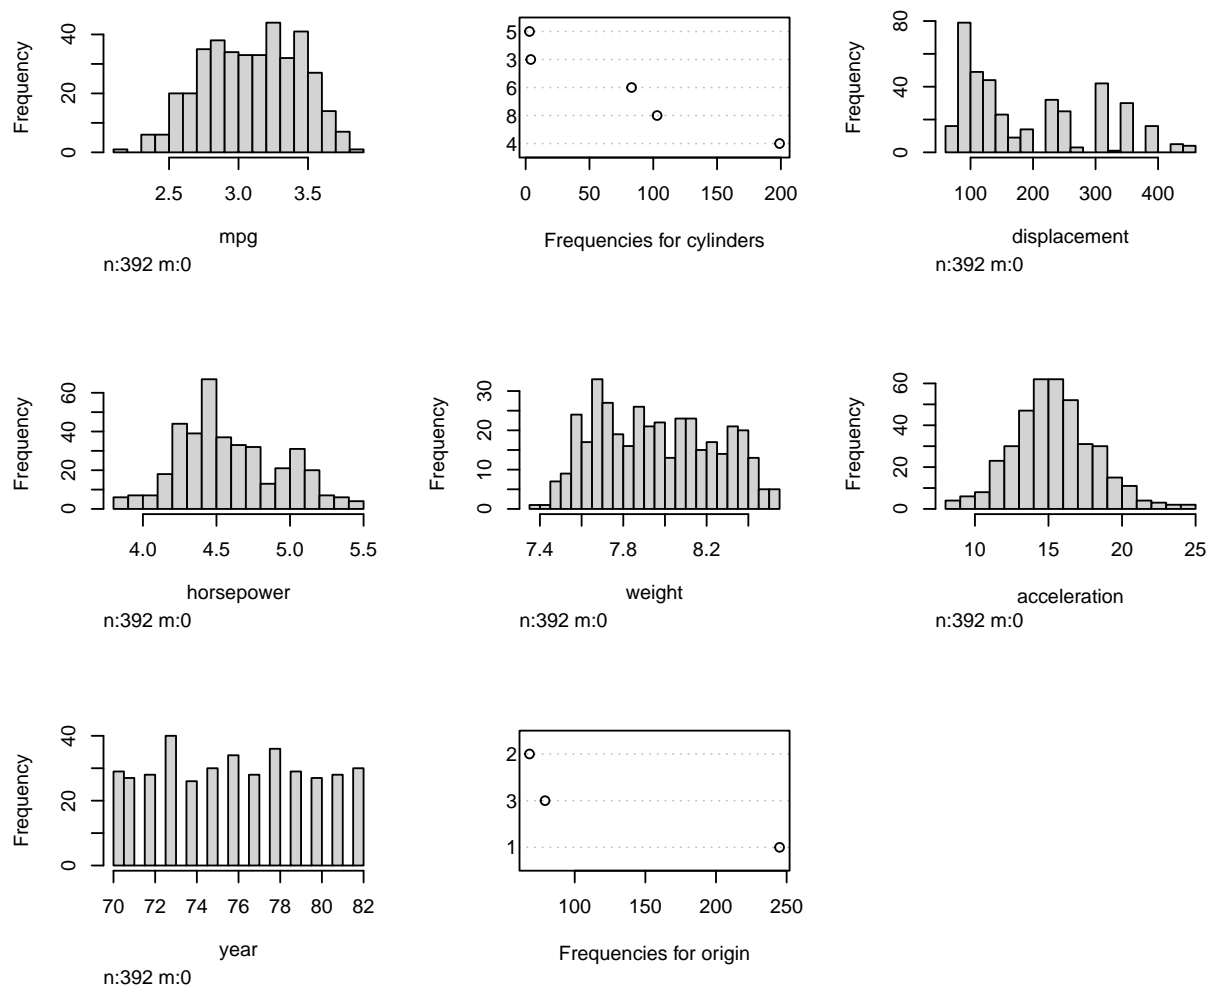 Frequency
0 20 40
2.5 3.0 3.5
mpg
n:392 m:0
5
3
6
8
4
0 50 100 150 200
Frequencies for cylinders
Frequency
0 40 80
100 200 300 400
displacement
n:392 m:0
Frequency
0 20 40 60
4.0 4.5 5.0 5.5
horsepower
n:392 m:0
Frequency
0 10 20 30
7.4 7.8 8.2
weight
n:392 m:0
Frequency
0 20 40 60
10 15 20 25
acceleration
n:392 m:0
Frequency
0 20 40
70 72 74 76 78 80 82
year
n:392 m:0
2
3
1
100 150 200 250
Frequencies for origin